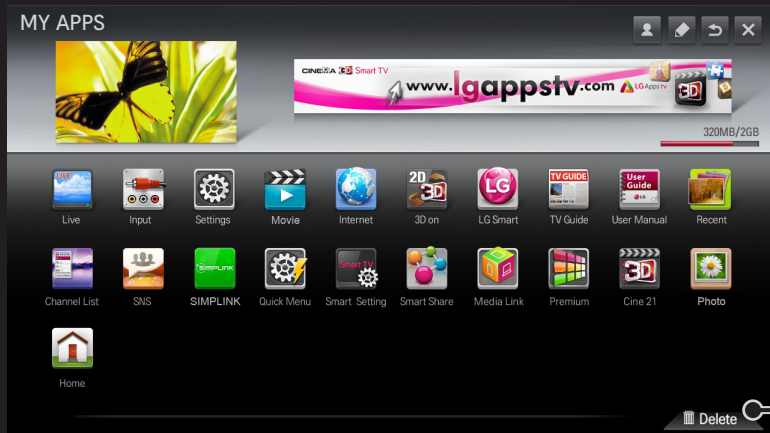 MY APPS
CINEMA 3D Smart TV
www.lgappstv.com LG Apps TV
3D
320MB/2GB
LIVE
2D
3D
LG
TV GUIDE
User
Guide
LG
Live
Input
Settings
Movie
Internet
3D on
LG Smart
TV Guide
User Manual
Recent
SIMPLINK
Smart TV
3D
Channel List
SNS
SIMPLINK
Quick Menu
Smart Setting
Smart Share
Media Link
Premium
Cine 21
Photo
Home
Delete